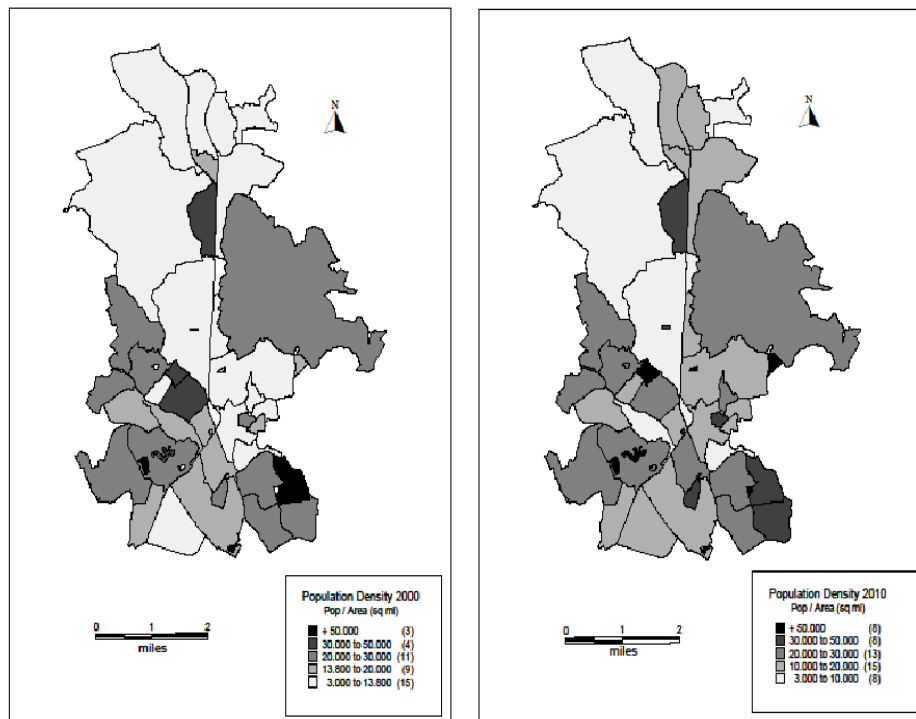 N
Population Density 2000
Pop / Area (sq mi)
+ 50.000 (3)
30.000 to 50.000 (4)
20.000 to 30.000 (11)
13.800 to 20.000 (9)
3.000 to 13.800 (15)
0 1 2
miles
N
Population Density 2010
Pop / Area (sq mi)
+ 50.000 (8)
30.000 to 50.000 (6)
20.000 to 30.000 (13)
10.000 to 20.000 (15)
3.000 to 10.000 (8)
0 1 2
miles